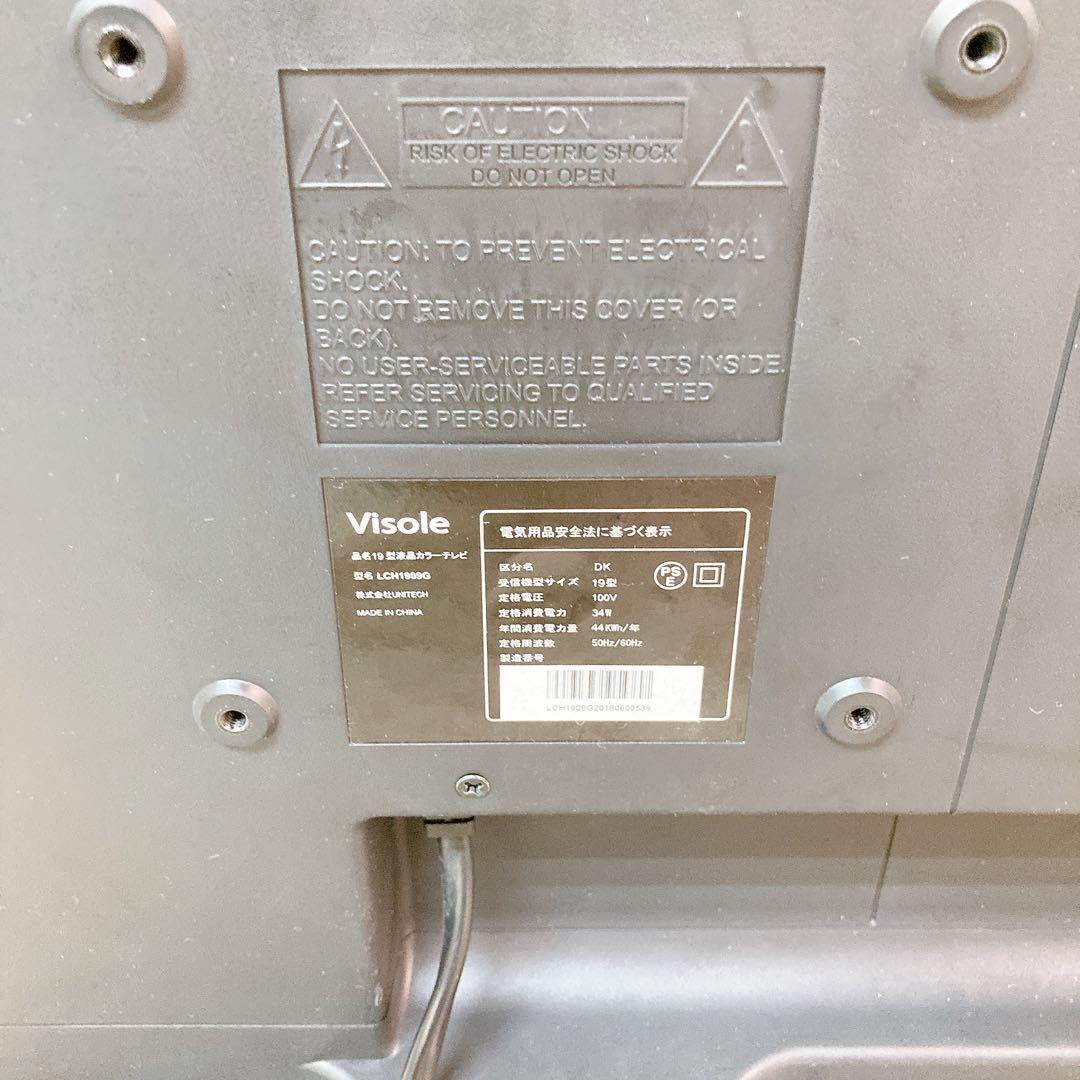 CAUTION
RISK OF ELECTRIC SHOCK
DO NOT OPEN
CAUTION: TO PREVENT ELECTRICAL
SHOCK.
DO NOT REMOVE THIS COVER (OR
BACK).
NO USER-SERVICEABLE PARTS INSIDE.
REFER SERVICING TO QUALIFIED
SERVICE PERSONNEL.
Visole
品名19型液晶カラーテレビ
型名 LCH1909G
株式会社UNITECH
MADE IN CHINA
電気用品安全法に基づく表示
区分名 DK
受信機型サイズ 19型
定格電圧 100V
定格消費電力 34W
年間消費電力量 44KWh/年
定格周波数 50Hz/60Hz
製造番号
PS
E
LCH1909G20180600539